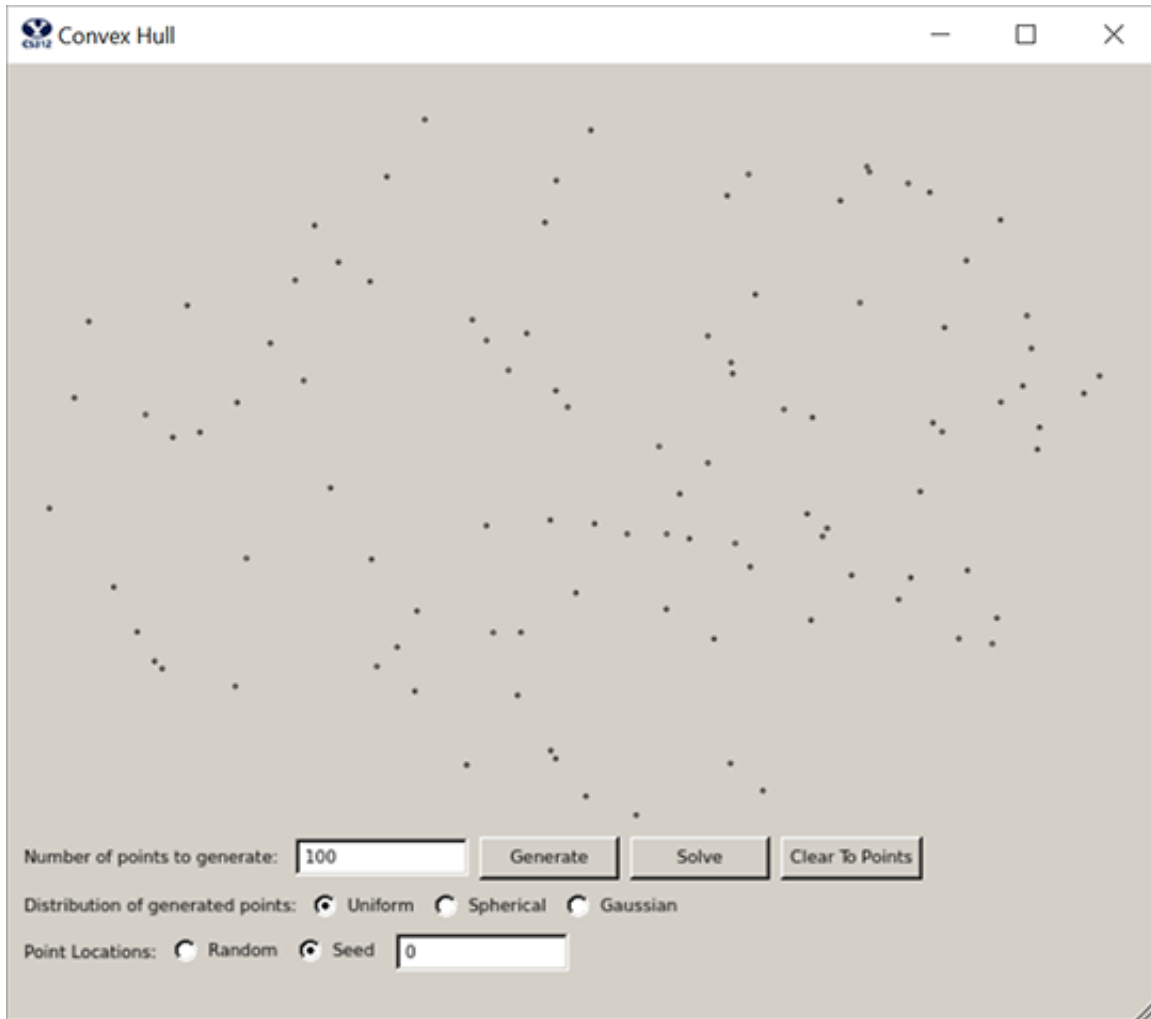 CS312 Convex Hull
Number of points to generate: 100 Generate Solve Clear To Points
Distribution of generated points: Uniform Spherical Gaussian
Point Locations: Random Seed 0